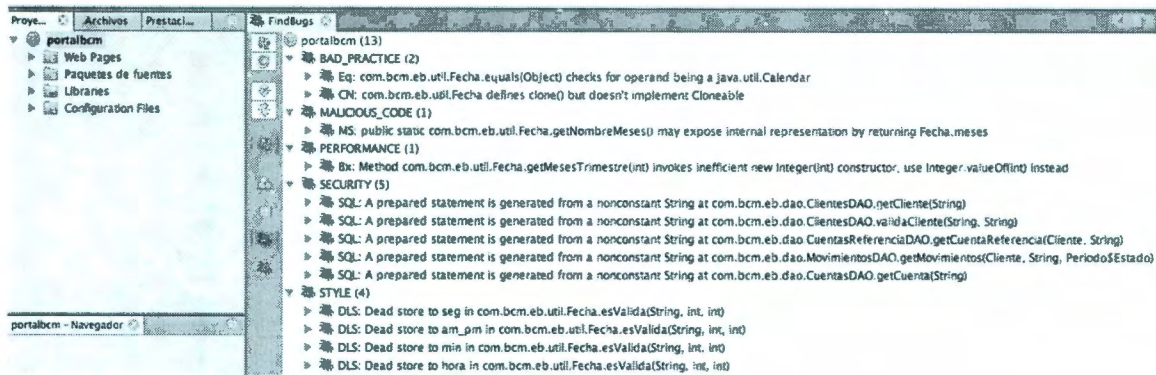 Proye...
Archivos
Prestaci...
portalbcm
Web Pages
Paquetes de fuentes
Libraries
Configuration Files
portalbcm - Navegador
FindBugs
portalbcm (13)
BAD_PRACTICE (2)
Eq: com.bcm.eb.util.Fecha.equals(Object) checks for operand being a java.util.Calendar
CN: com.bcm.eb.util.Fecha defines clone() but doesn't implement Cloneable
MALICIOUS_CODE (1)
MS: public static com.bcm.eb.util.Fecha.getNombreMeses() may expose internal representation by returning Fecha.meses
PERFORMANCE (1)
Bx: Method com.bcm.eb.util.Fecha.getMesesTrimestre(int) invokes inefficient new Integer(int) constructor, use Integer.valueOf(int) instead
SECURITY (5)
SQL: A prepared statement is generated from a nonconstant String at com.bcm.eb.dao.ClientesDAO.getCliente(String)
SQL: A prepared statement is generated from a nonconstant String at com.bcm.eb.dao.ClientesDAO.validaCliente(String, String)
SQL: A prepared statement is generated from a nonconstant String at com.bcm.eb.dao.CuentasReferenciaDAO.getCuentaReferencia(Cliente, String)
SQL: A prepared statement is generated from a nonconstant String at com.bcm.eb.dao.MovimientosDAO.getMovimientos(Cliente, String, Periodo$Estado)
SQL: A prepared statement is generated from a nonconstant String at com.bcm.eb.dao.CuentasDAO.getCuenta(String)
STYLE (4)
DLS: Dead store to seg in com.bcm.eb.util.Fecha.esValida(String, int, int)
DLS: Dead store to am_pm in com.bcm.eb.util.Fecha.esValida(String, int, int)
DLS: Dead store to min in com.bcm.eb.util.Fecha.esValida(String, int, int)
DLS: Dead store to hora in com.bcm.eb.util.Fecha.esValida(String, int, int)